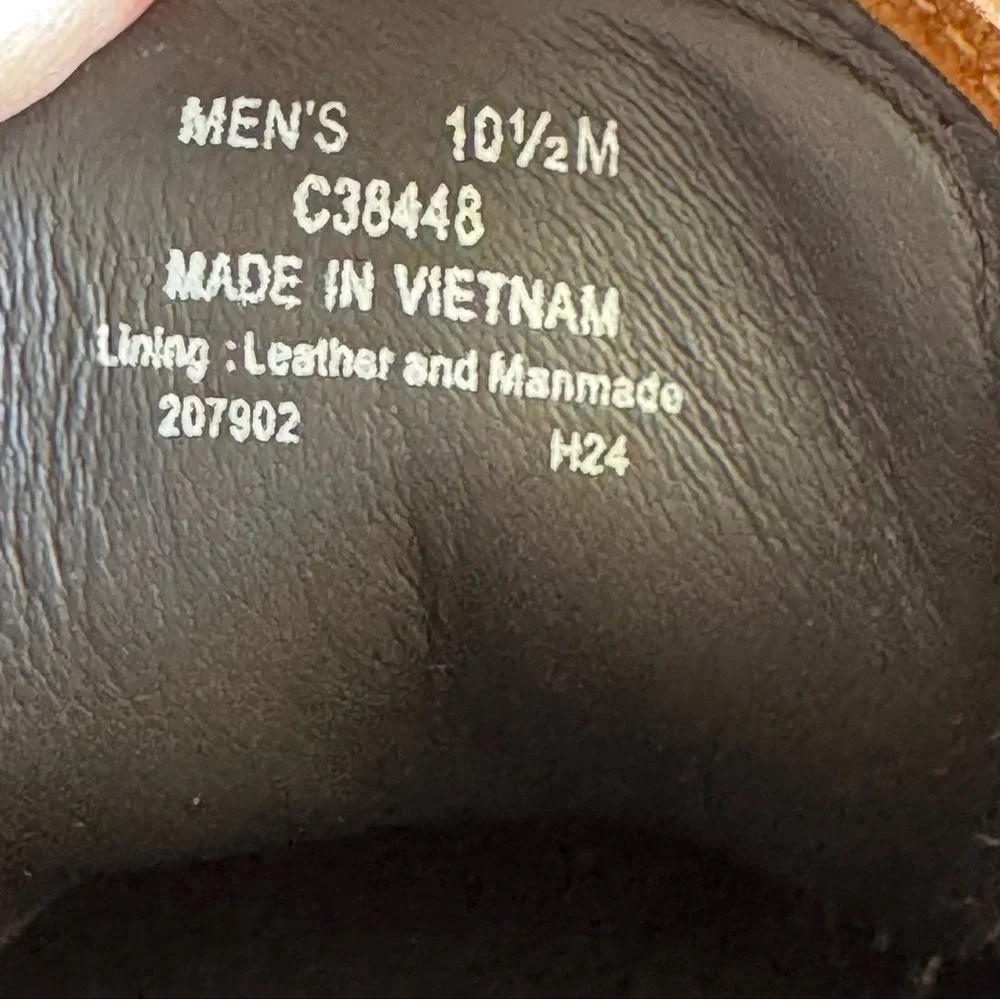 MEN'S 10½M
C38448
MADE IN VIETNAM
Lining : Leather and Manmade
207902 H24